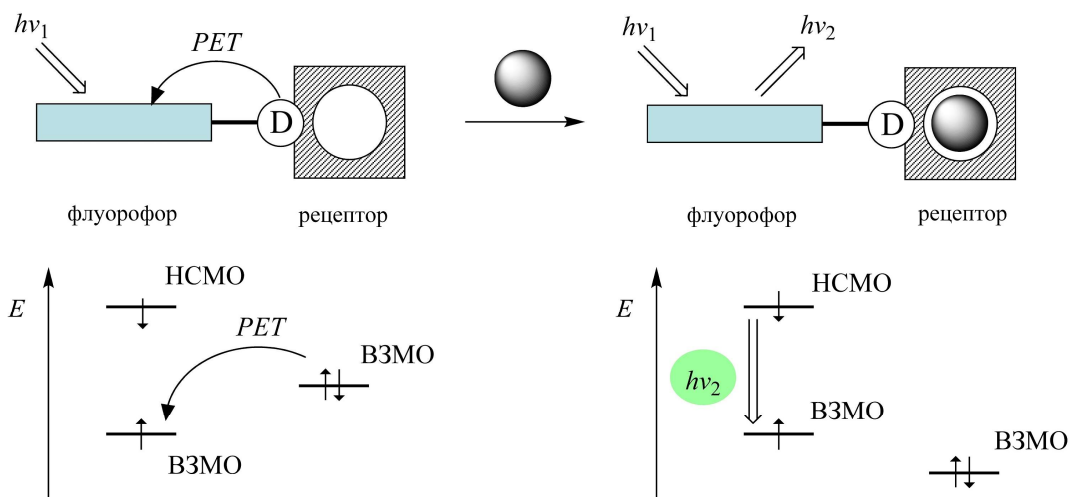 hν₁
PET
D
флуорофор
рецептор
hν₁
hν₂
D
флуорофор
рецептор
E
НСМО
PET
ВЗМО
ВЗМО
E
НСМО
hν₂
ВЗМО
ВЗМО